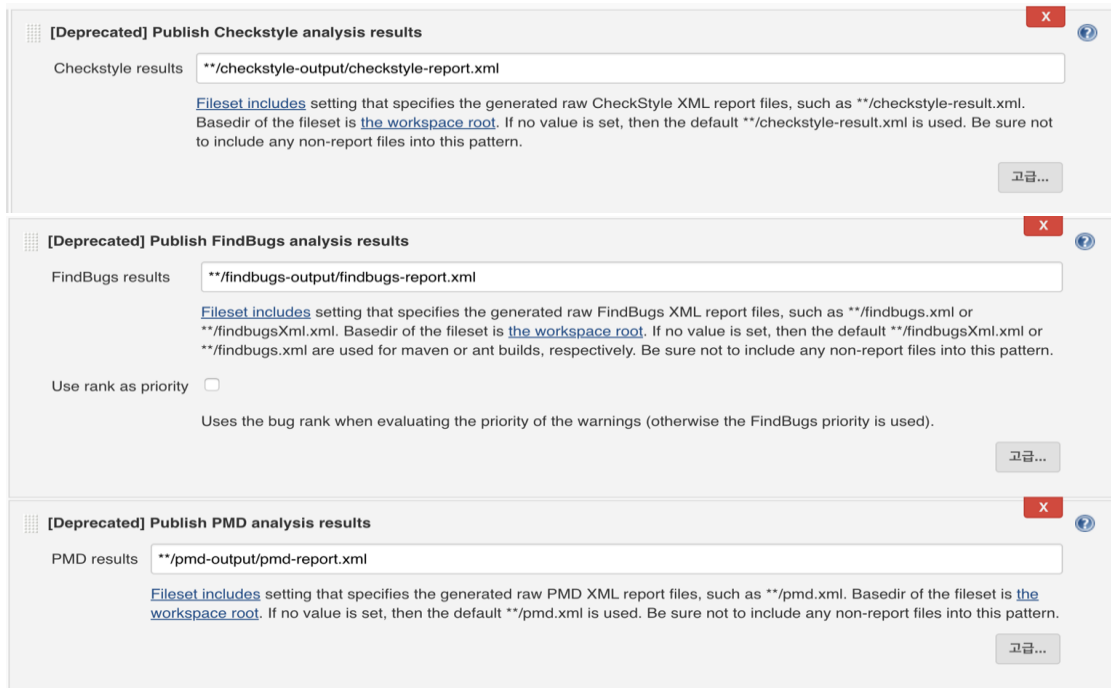 X
[Deprecated] Publish Checkstyle analysis results
?
Checkstyle results **/checkstyle-output/checkstyle-report.xml
Fileset includes setting that specifies the generated raw CheckStyle XML report files, such as **/checkstyle-result.xml.
Basedir of the fileset is the workspace root. If no value is set, then the default **/checkstyle-result.xml is used. Be sure not
to include any non-report files into this pattern.
고급...
X
[Deprecated] Publish FindBugs analysis results
?
FindBugs results **/findbugs-output/findbugs-report.xml
Fileset includes setting that specifies the generated raw FindBugs XML report files, such as **/findbugs.xml or
**/findbugsXml.xml. Basedir of the fileset is the workspace root. If no value is set, then the default **/findbugsXml.xml or
**/findbugs.xml are used for maven or ant builds, respectively. Be sure not to include any non-report files into this pattern.
Use rank as priority
Uses the bug rank when evaluating the priority of the warnings (otherwise the FindBugs priority is used).
고급...
X
[Deprecated] Publish PMD analysis results
?
PMD results **/pmd-output/pmd-report.xml
Fileset includes setting that specifies the generated raw PMD XML report files, such as **/pmd.xml. Basedir of the fileset is the
workspace root. If no value is set, then the default **/pmd.xml is used. Be sure not to include any non-report files into this pattern.
고급...